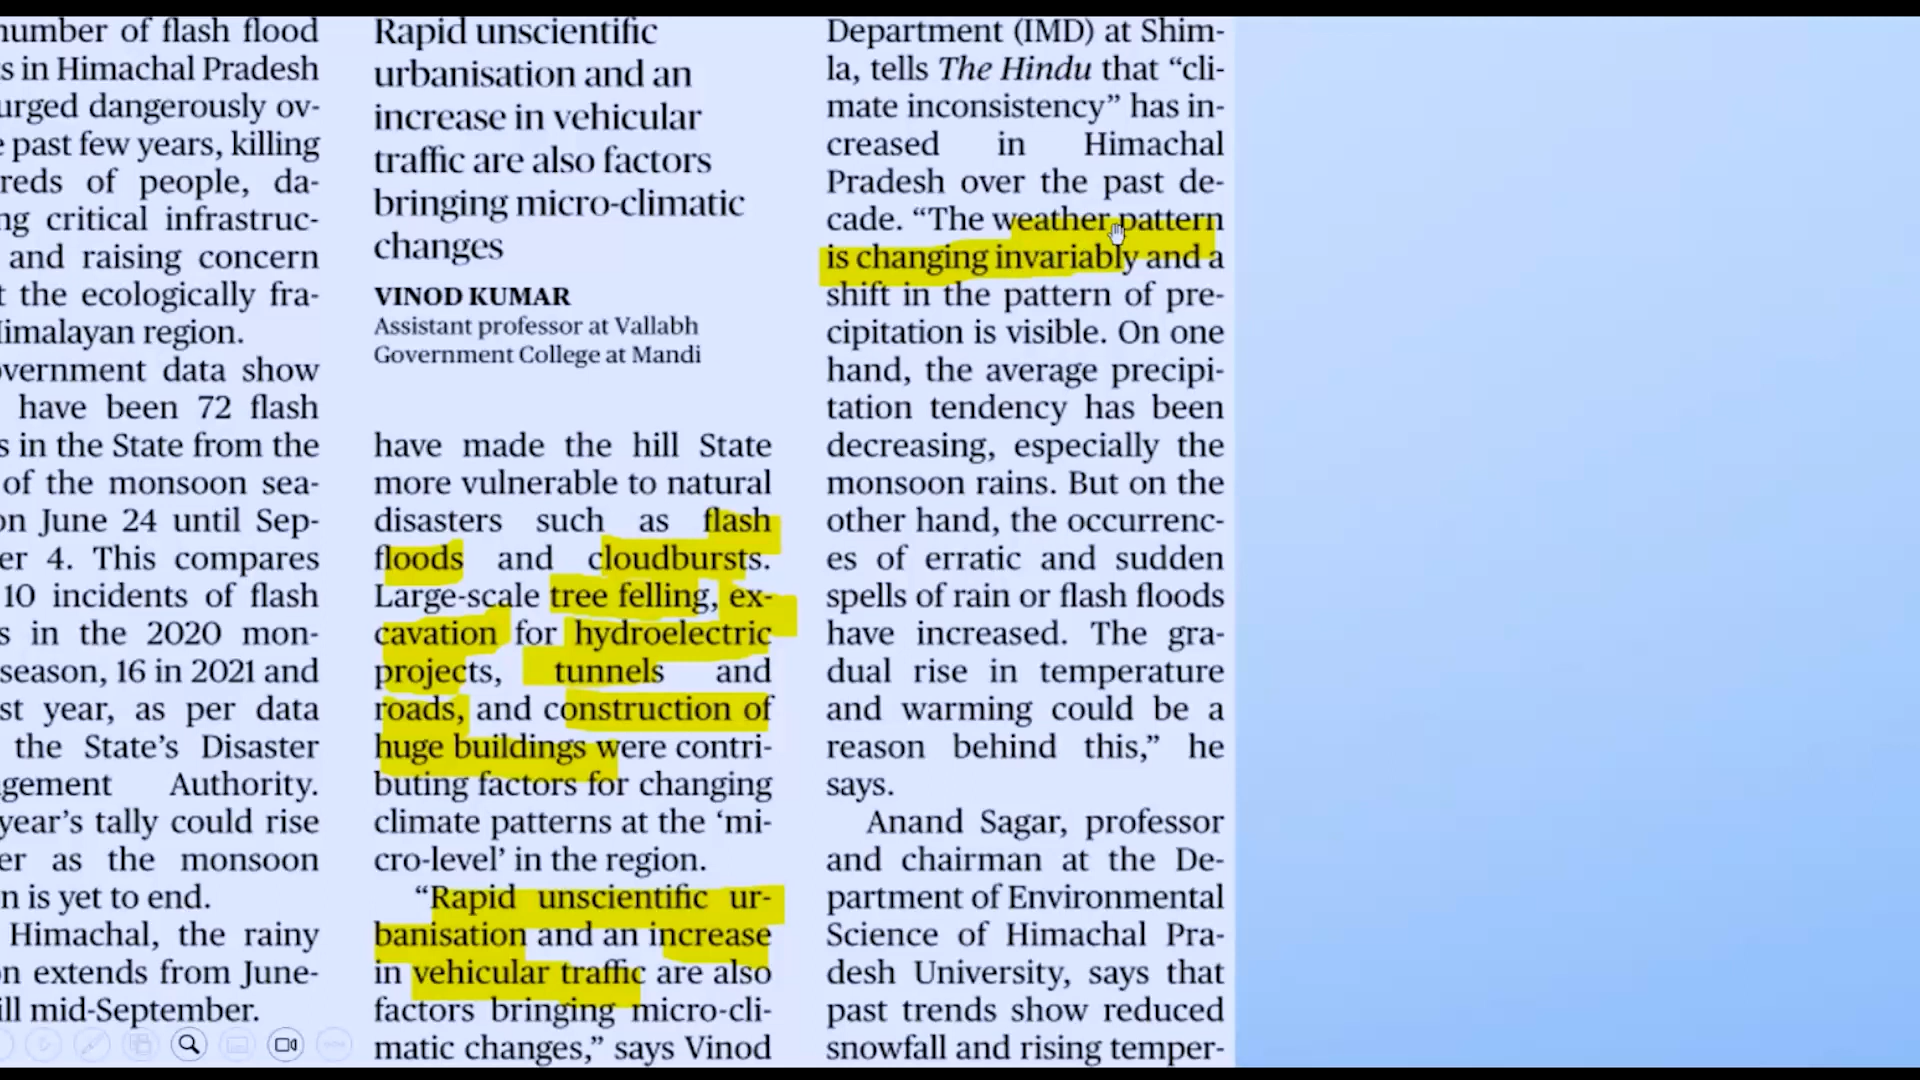 number of flash flood
s in Himachal Pradesh
urged dangerously ov-
past few years, killing
reds of people, da-
ng critical infrastruc-
and raising concern
t the ecologically fra-
imalayan region.
vernment data show
have been 72 flash
s in the State from the
of the monsoon sea-
on June 24 until Sep-
er 4. This compares
10 incidents of flash
s in the 2020 mon-
season, 16 in 2021 and
st year, as per data
the State's Disaster
gement Authority.
year's tally could rise
er as the monsoon
n is yet to end.
Himachal, the rainy
n extends from June-
ill mid-September.
Rapid unscientific
urbanisation and an
increase in vehicular
traffic are also factors
bringing micro-climatic
changes
VINOD KUMAR
Assistant professor at Vallabh
Government College at Mandi
have made the hill State
more vulnerable to natural
disasters such as flash
floods and cloudbursts.
Large-scale tree felling, ex-
cavation for hydroelectric
projects, tunnels and
roads, and construction of
huge buildings were contri-
buting factors for changing
climate patterns at the ‘mi-
cro-level’ in the region.
“Rapid unscientific ur-
banisation and an increase
in vehicular traffic are also
factors bringing micro-cli-
matic changes,” says Vinod
Department (IMD) at Shim-
la, tells The Hindu that “cli-
mate inconsistency” has in-
creased in Himachal
Pradesh over the past de-
cade. “The weather pattern
is changing invariably and a
shift in the pattern of pre-
cipitation is visible. On one
hand, the average precipi-
tation tendency has been
decreasing, especially the
monsoon rains. But on the
other hand, the occurrenc-
es of erratic and sudden
spells of rain or flash floods
have increased. The gra-
dual rise in temperature
and warming could be a
reason behind this,” he
says.
Anand Sagar, professor
and chairman at the De-
partment of Environmental
Science of Himachal Pra-
desh University, says that
past trends show reduced
snowfall and rising temper-